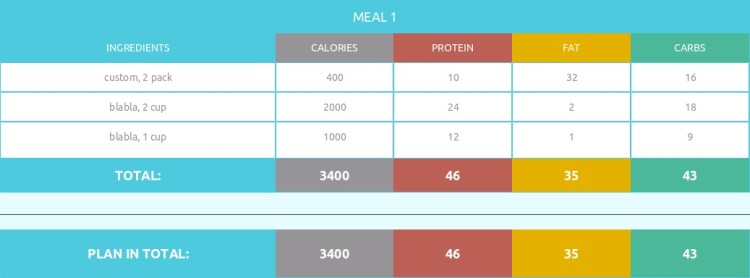 MEAL 1
INGREDIENTS CALORIES PROTEIN FAT CARBS
custom, 2 pack 400 10 32 16
blabla, 2 cup 2000 24 2 18
blabla, 1 cup 1000 12 1 9
TOTAL: 3400 46 35 43
PLAN IN TOTAL: 3400 46 35 43